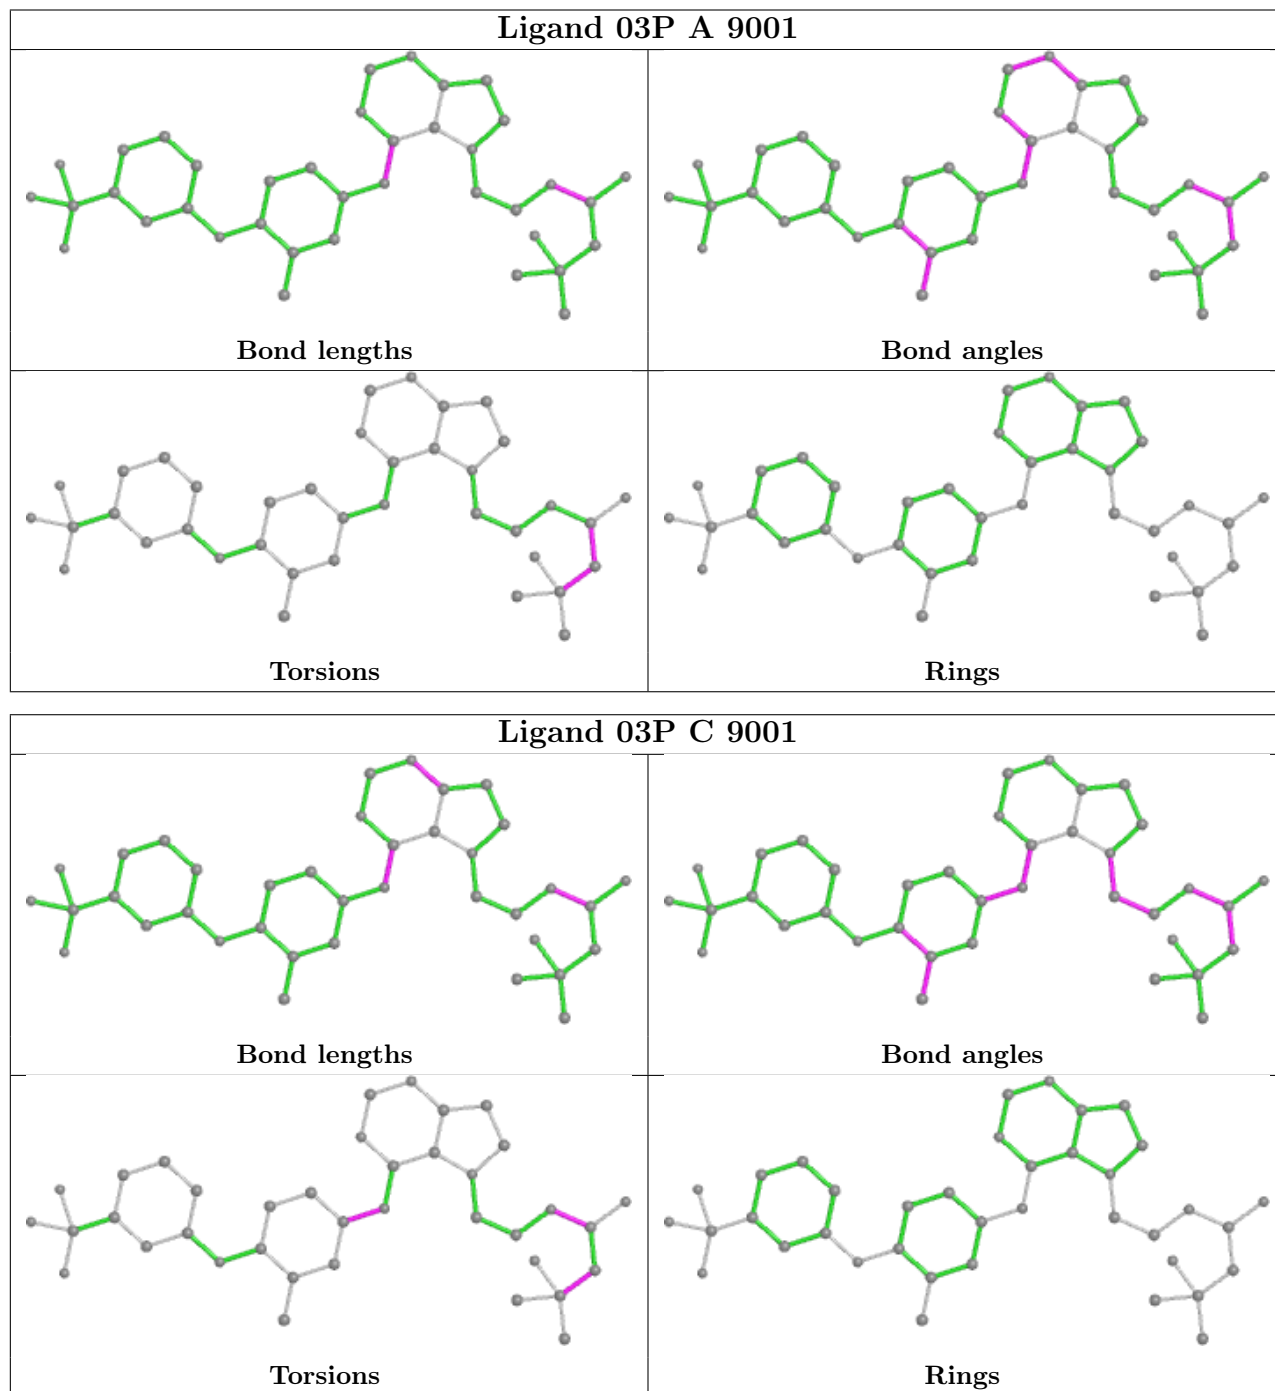 Ligand 03P A 9001
Bond lengths
Bond angles
Torsions
Rings
Ligand 03P C 9001
Bond lengths
Bond angles
Torsions
Rings